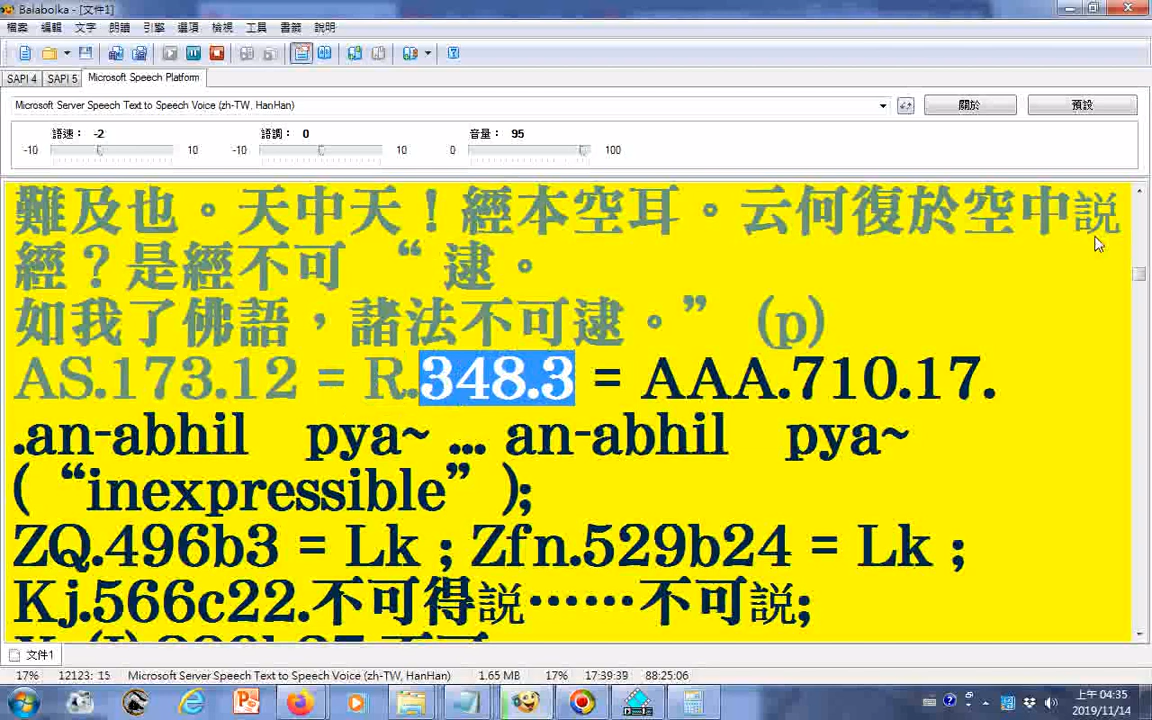 Balabolka - [文件1]
檔案 編輯 文字 朗讀 引擎 選項 檢視 工具 書籤 說明
SAPI 4 SAPI 5 Microsoft Speech Platform
Microsoft Server Speech Text to Speech Voice (zh-TW, HanHan) 關於 預設
語速： -2 語調： 0 音量： 95
-10 10 -10 10 0 100
難及也。天中天！經本空耳。云何復於空中説
經？是經不可 “ 逮。
如我了佛語，諸法不可逮。” (p)
AS.173.12 = R.348.3 = AAA.710.17.
.an-abhil pya~ ... an-abhil pya~
( “inexpressible” );
ZQ.496b3 = Lk ; Zfn.529b24 = Lk ;
Kj.566c22.不可得説……不可説;
文件1
17% 12123: 15 Microsoft Server Speech Text to Speech Voice (zh-TW, HanHan) 1.65 MB 17% 17:39:39 88:25:06
上午 04:35
2019/11/14